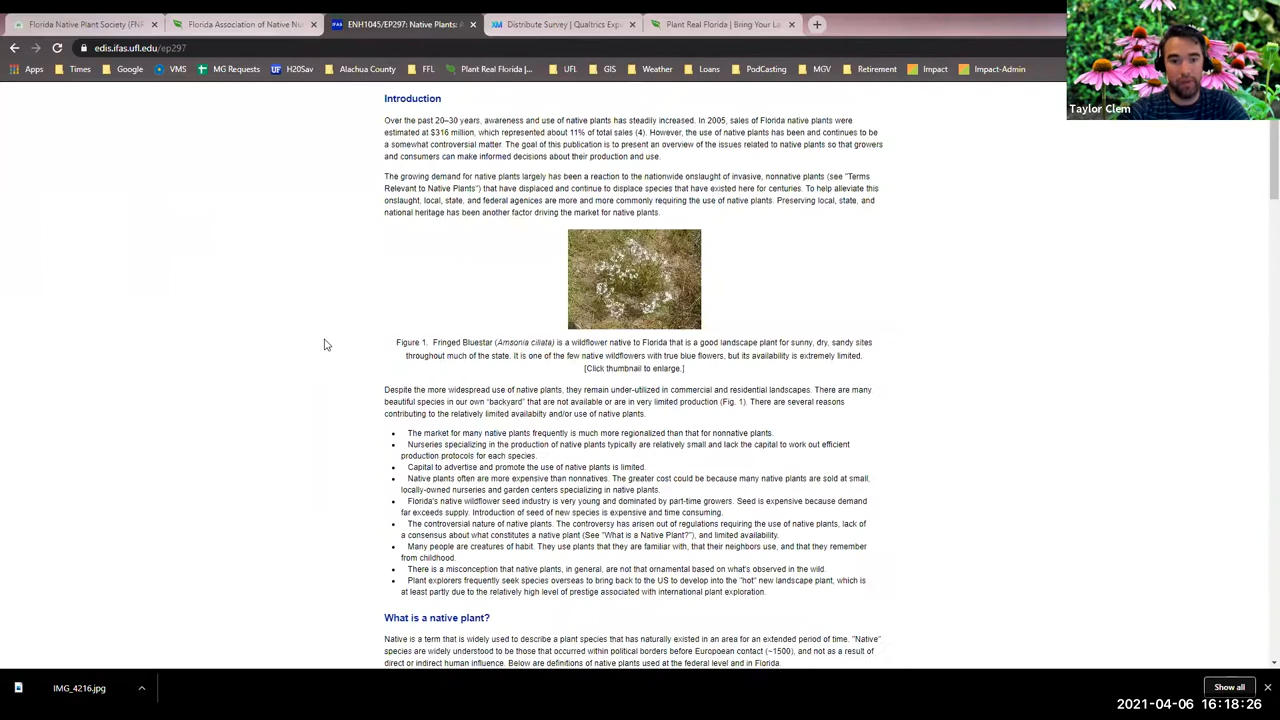 Florida Native Plant Society (FNP
Florida Association of Native Nu
ENH1045/EP297: Native Plants: A
XM Distribute Survey | Qualtrics Exp
Plant Real Florida | Bring Your La
edis.ifas.ufl.edu/ep297
Apps Times Google VMS MG Requests UF H20Sav Alachua County FFL Plant Real Florida |... UFL GIS Weather Loans PodCasting MGV Retirement Impact Impact-Admin
Taylor Clem
Introduction
Over the past 20–30 years, awareness and use of native plants has steadily increased. In 2005, sales of Florida native plants were
estimated at $316 million, which represented about 11% of total sales (4). However, the use of native plants has been and continues to be
a somewhat controversial matter. The goal of this publication is to present an overview of the issues related to native plants so that growers
and consumers can make informed decisions about their production and use.
The growing demand for native plants largely has been a reaction to the nationwide onslaught of invasive, nonnative plants (see "Terms
Relevant to Native Plants") that have displaced and continue to displace species that have existed here for centuries. To help alleviate this
onslaught, local, state, and federal agencies are more and more commonly requiring the use of native plants. Preserving local, state, and
national heritage has been another factor driving the market for native plants.
Figure 1. Fringed Bluestar (Amsonia ciliata) is a wildflower native to Florida that is a good landscape plant for sunny, dry, sandy sites
throughout much of the state. It is one of the few native wildflowers with true blue flowers, but its availability is extremely limited.
[Click thumbnail to enlarge.]
Despite the more widespread use of native plants, they remain under-utilized in commercial and residential landscapes. There are many
beautiful species in our own "backyard" that are not available or are in very limited production (Fig. 1). There are several reasons
contributing to the relatively limited availabilty and/or use of native plants.
• The market for many native plants frequently is much more regionalized than that for nonnative plants.
• Nurseries specializing in the production of native plants typically are relatively small and lack the capital to work out efficient
production protocols for each species.
• Capital to advertise and promote the use of native plants is limited.
• Native plants often are more expensive than nonnatives. The greater cost could be because many native plants are sold at small,
locally-owned nurseries and garden centers specializing in native plants.
• Florida's native wildflower seed industry is very young and dominated by part-time growers. Seed is expensive because demand
far exceeds supply. Introduction of seed of new species is expensive and time consuming.
• The controversial nature of native plants. The controversy has arisen out of regulations requiring the use of native plants, lack of
a consensus about what constitutes a native plant (See "What is a Native Plant?"), and limited availability.
• Many people are creatures of habit. They use plants that they are familiar with, that their neighbors use, and that they remember
from childhood.
• There is a misconception that native plants, in general, are not that ornamental based on what's observed in the wild.
• Plant explorers frequently seek species overseas to bring back to the US to develop into the "hot" new landscape plant, which is
at least partly due to the relatively high level of prestige associated with international plant exploration.
What is a native plant?
Native is a term that is widely used to describe a plant species that has naturally existed in an area for an extended period of time. "Native"
species are widely understood to be those that occurred within political borders before Europoean contact (~1500), and not as a result of
direct or indirect human influence. Below are definitions of native plants used at the federal level and in Florida.
IMG_4216.jpg
Show all
2021-04-06 16:18:26